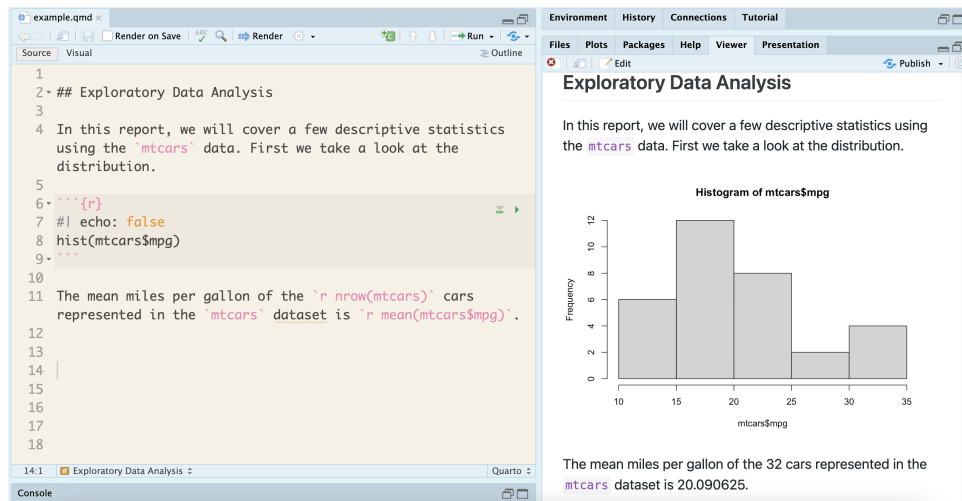 example.qmd
Render on Save
ABC
Render
Run
Source Visual
Outline
1
2 ## Exploratory Data Analysis
3
4 In this report, we will cover a few descriptive statistics
using the `mtcars` data. First we take a look at the
distribution.
5
6 ```{r}
7 #| echo: false
8 hist(mtcars$mpg)
9 ```
10
11 The mean miles per gallon of the `r nrow(mtcars)` cars
represented in the `mtcars` dataset is `r mean(mtcars$mpg)`.
12
13
14
15
16
17
18
14:1 # Exploratory Data Analysis Quarto
Console
Environment History Connections Tutorial
Files Plots Packages Help Viewer Presentation
Edit Publish
Exploratory Data Analysis
In this report, we will cover a few descriptive statistics using
the mtcars data. First we take a look at the distribution.
Histogram of mtcars$mpg
Frequency
12
10
8
6
4
2
0
10 15 20 25 30 35
mtcars$mpg
The mean miles per gallon of the 32 cars represented in the
mtcars dataset is 20.090625.